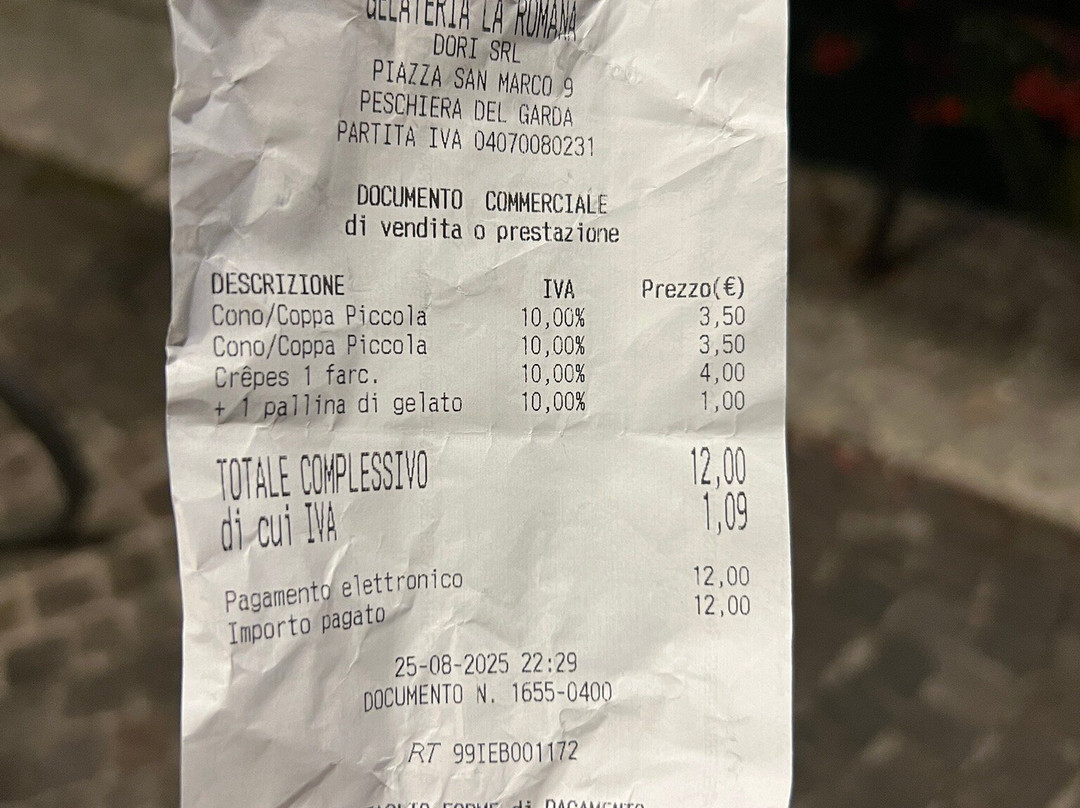 GELATERIA LA ROMANA
DORI SRL
PIAZZA SAN MARCO 9
PESCHIERA DEL GARDA
PARTITA IVA 04070080231
DOCUMENTO COMMERCIALE
di vendita o prestazione
DESCRIZIONE IVA Prezzo(€)
Cono/Coppa Piccola 10,00% 3,50
Cono/Coppa Piccola 10,00% 3,50
Crêpes 1 farc. 10,00% 4,00
+ 1 pallina di gelato 10,00% 1,00
TOTALE COMPLESSIVO 12,00
di cui IVA 1,09
Pagamento elettronico 12,00
Importo pagato 12,00
25-08-2025 22:29
DOCUMENTO N. 1655-0400
RT 99IEB001172
FORME di PAGAMENTO